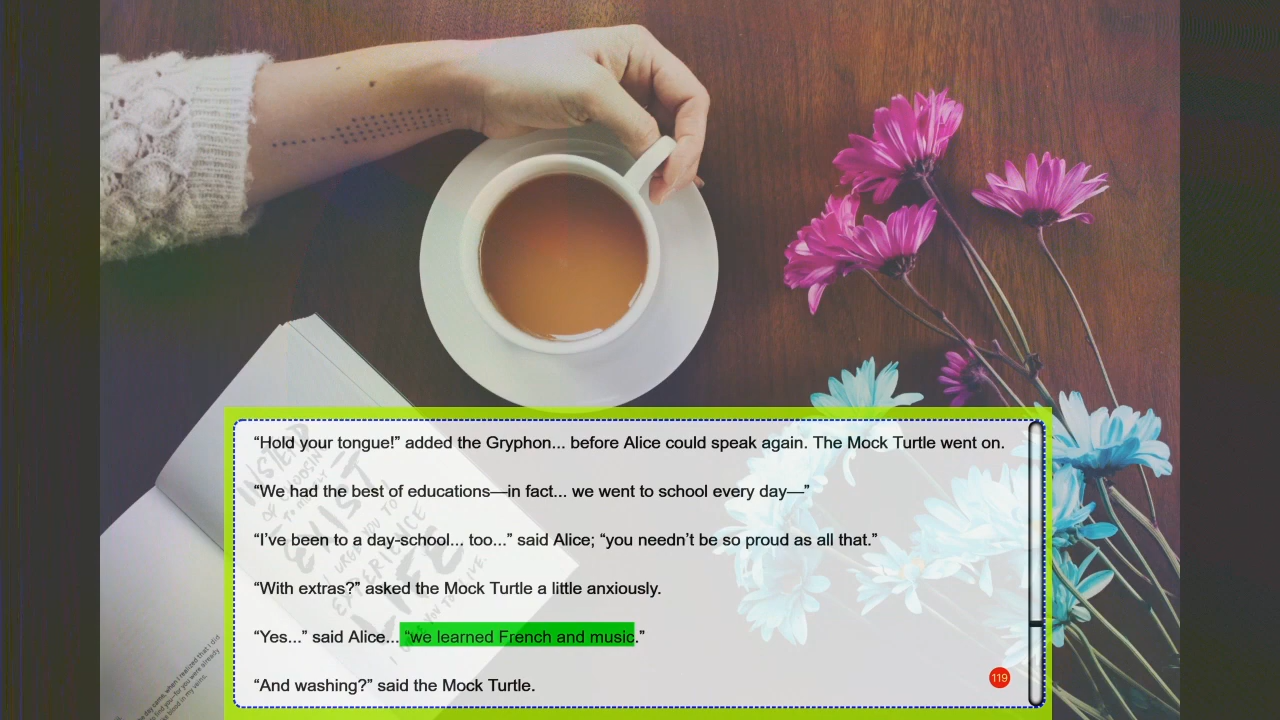 “Hold your tongue!” added the Gryphon... before Alice could speak again. The Mock Turtle went on.
“We had the best of educations—in fact... we went to school every day—”
“I’ve been to a day-school... too...” said Alice; “you needn’t be so proud as all that.”
“With extras?” asked the Mock Turtle a little anxiously.
“Yes...” said Alice... “we learned French and music.”
“And washing?” said the Mock Turtle.
119
EXIST
LIFE